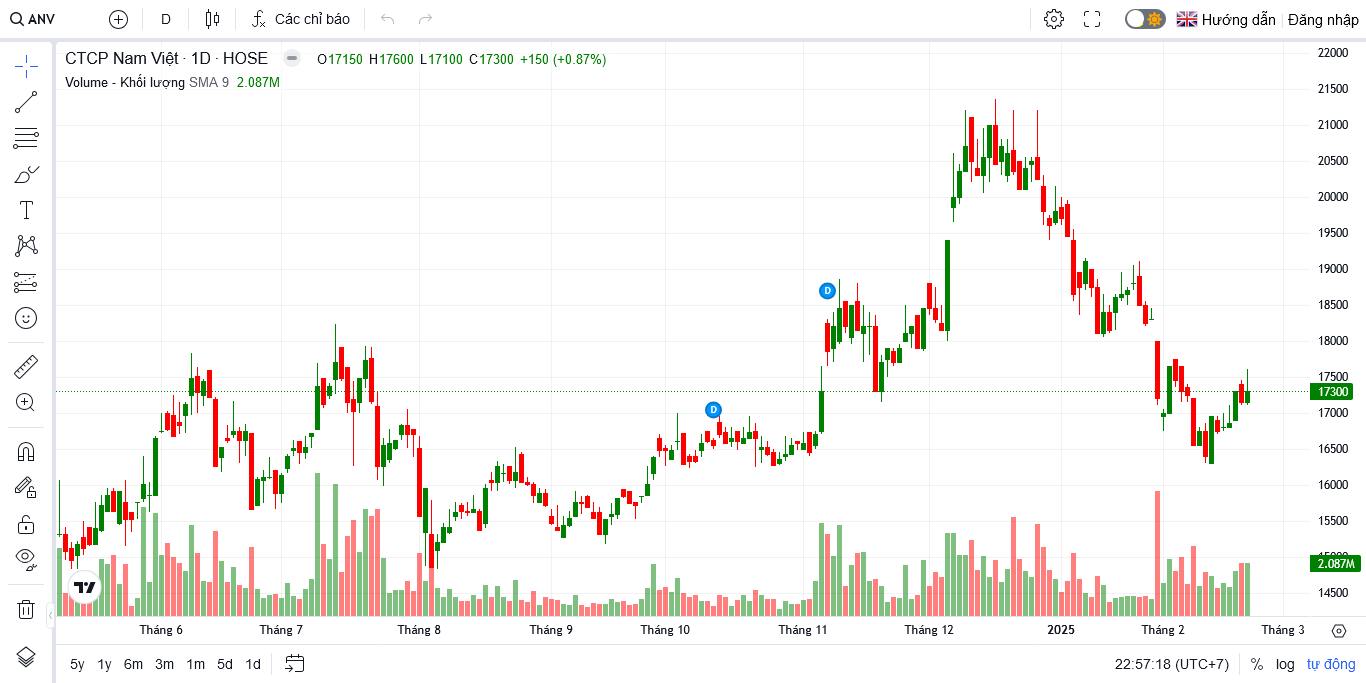 ANV D Các chỉ báo Hướng dẫn Đăng nhập
CTCP Nam Việt · 1D · HOSE O17150 H17600 L17100 C17300 +150 (+0.87%)
Volume - Khối lượng SMA 9 2.087M
22000
21500
21000
20500
20000
19500
19000
18500
18000
17500
17300
17000
16500
16000
15500
15000
2.087M
14500
D
D
Tháng 6 Tháng 7 Tháng 8 Tháng 9 Tháng 10 Tháng 11 Tháng 12 2025 Tháng 2 Tháng 3
5y 1y 6m 3m 1m 5d 1d 22:57:18 (UTC+7) % log tự động